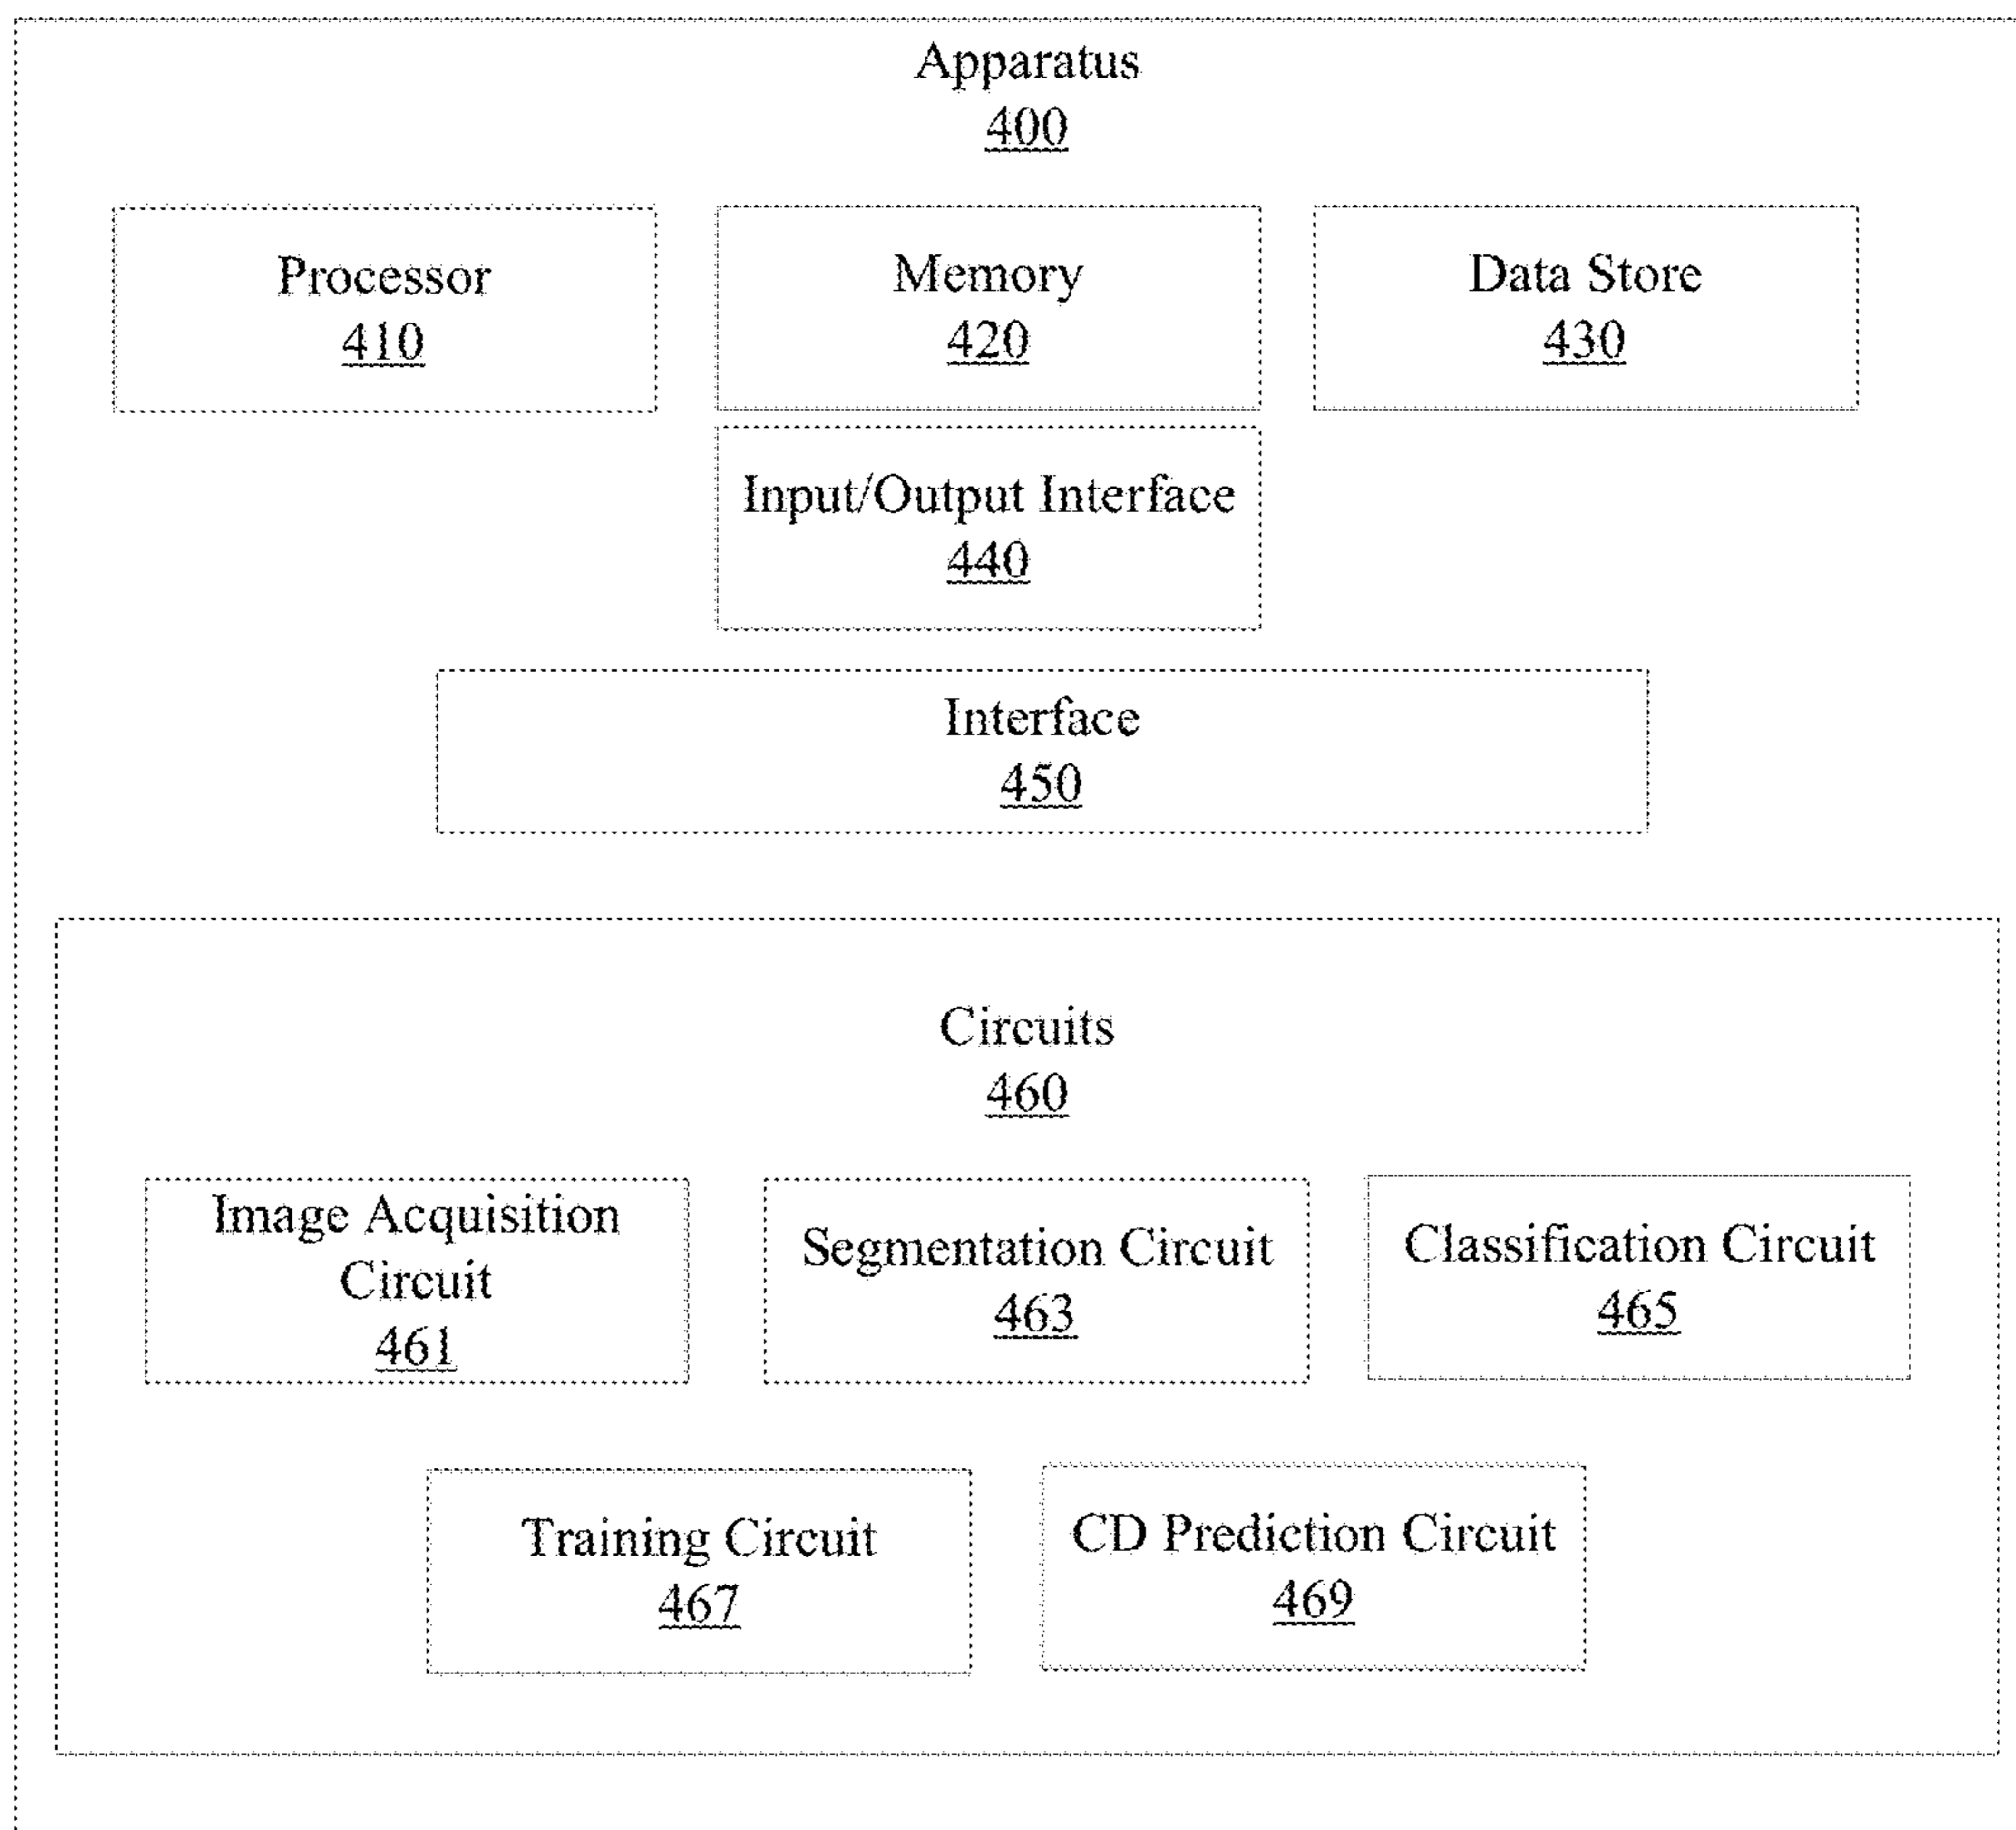 Apparatus
400
Processor
410
Memory
420
Data Store
430
Input/Output Interface
440
Interface
450
Circuits
460
Image Acquisition
Circuit
461
Segmentation Circuit
463
Classification Circuit
465
Training Circuit
467
CD Prediction Circuit
469